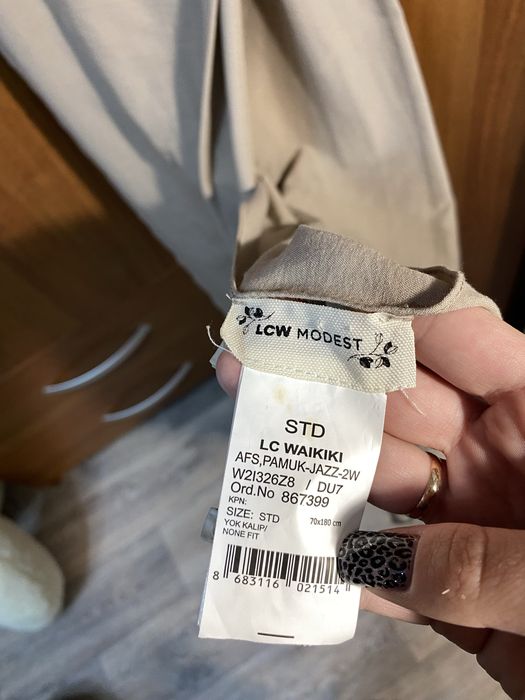 LCW MODEST
STD
LC WAIKIKI
AFS,PAMUK-JAZZ-2W
W2I326Z8 / DU7
Ord.No 867399
KPN:
SIZE: STD 70x180 cm
YOK KALIP/
NONE FIT
8 683116 021514